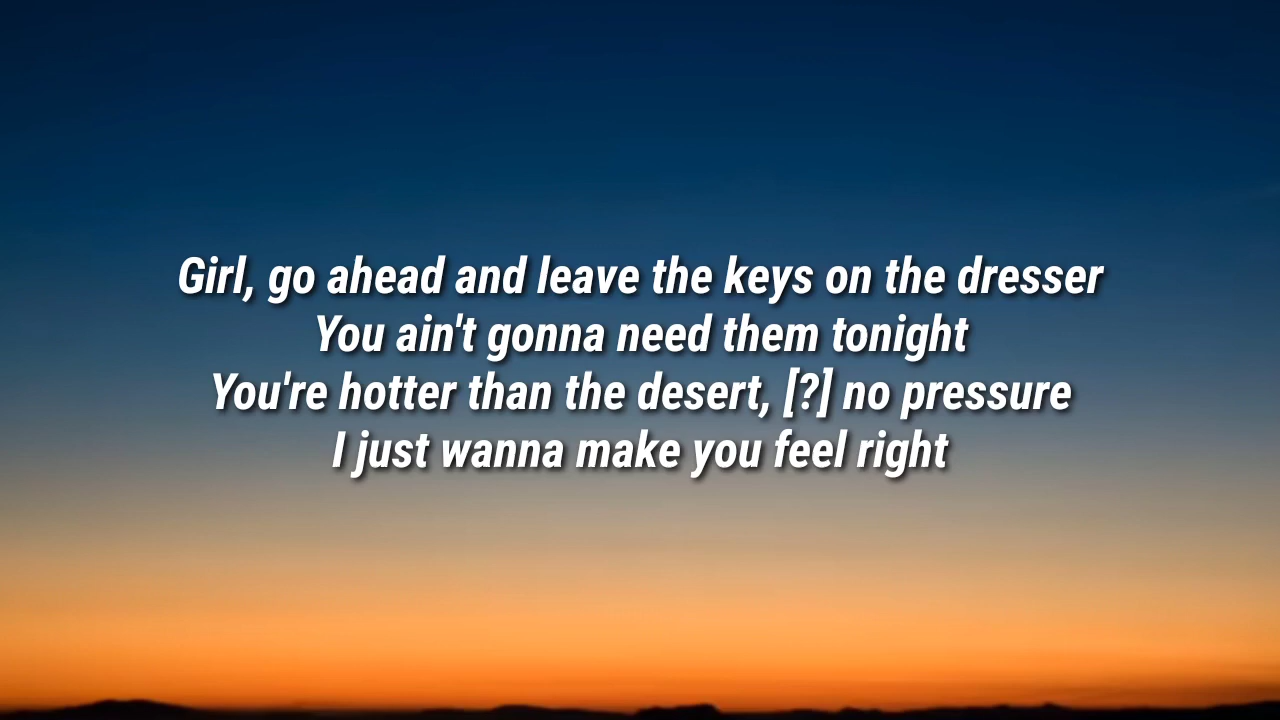 Girl, go ahead and leave the keys on the dresser
You ain't gonna need them tonight
You're hotter than the desert, [?] no pressure
I just wanna make you feel right